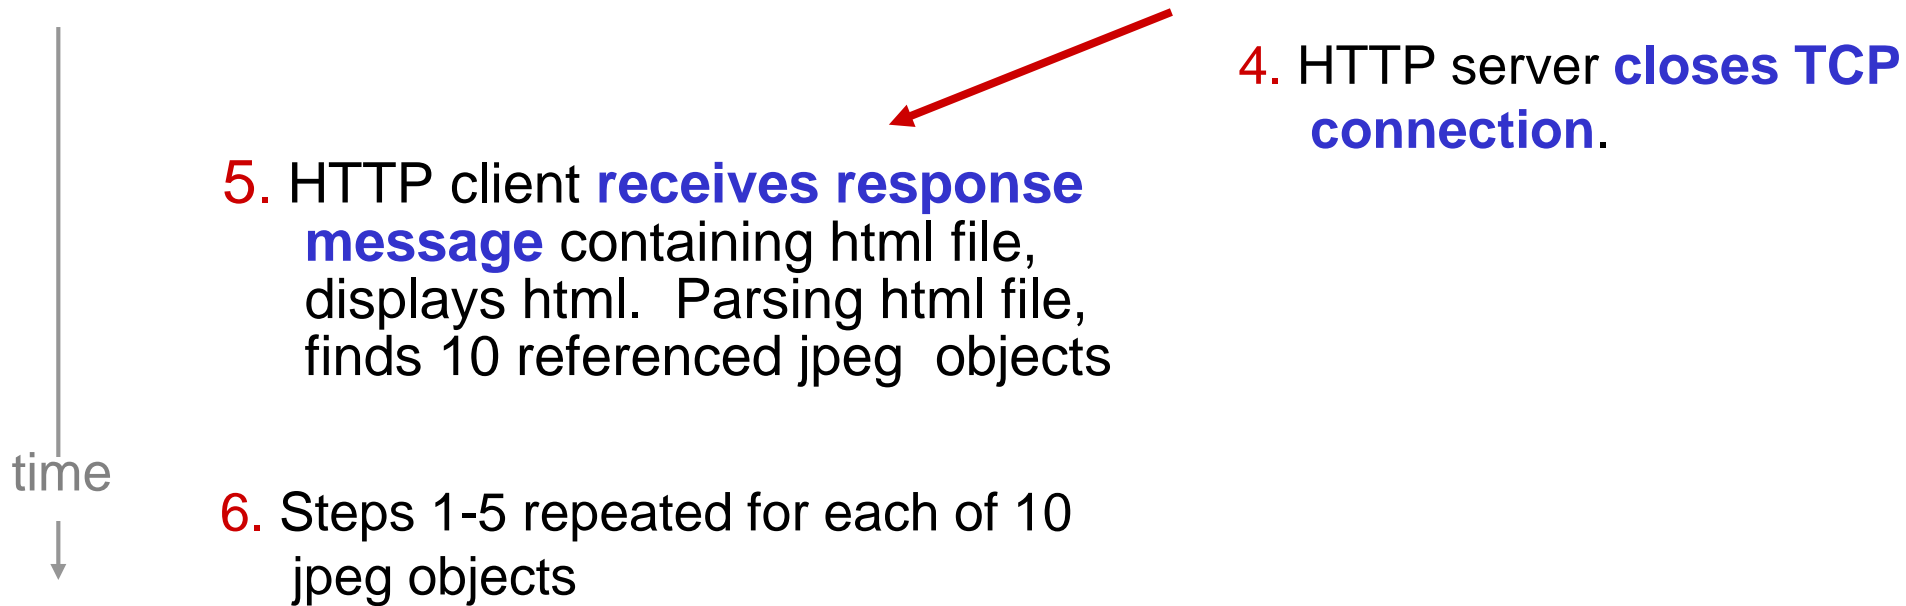 4. HTTP server closes TCP
connection.
5. HTTP client receives response
message containing html file,
displays html. Parsing html file,
finds 10 referenced jpeg objects
time
6. Steps 1-5 repeated for each of 10
jpeg objects